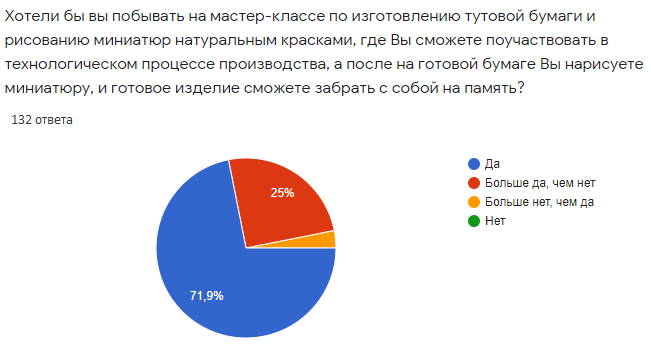 Хотели бы вы побывать на мастер-классе по изготовлению тутовой бумаги и
рисованию миниатюр натуральным красками, где Вы сможете поучаствовать в
технологическом процессе производства, а после на готовой бумаге Вы нарисуете
миниатюру, и готовое изделие сможете забрать с собой на память?
132 ответа
Да
Больше да, чем нет
Больше нет, чем да
Нет
25%
71,9%